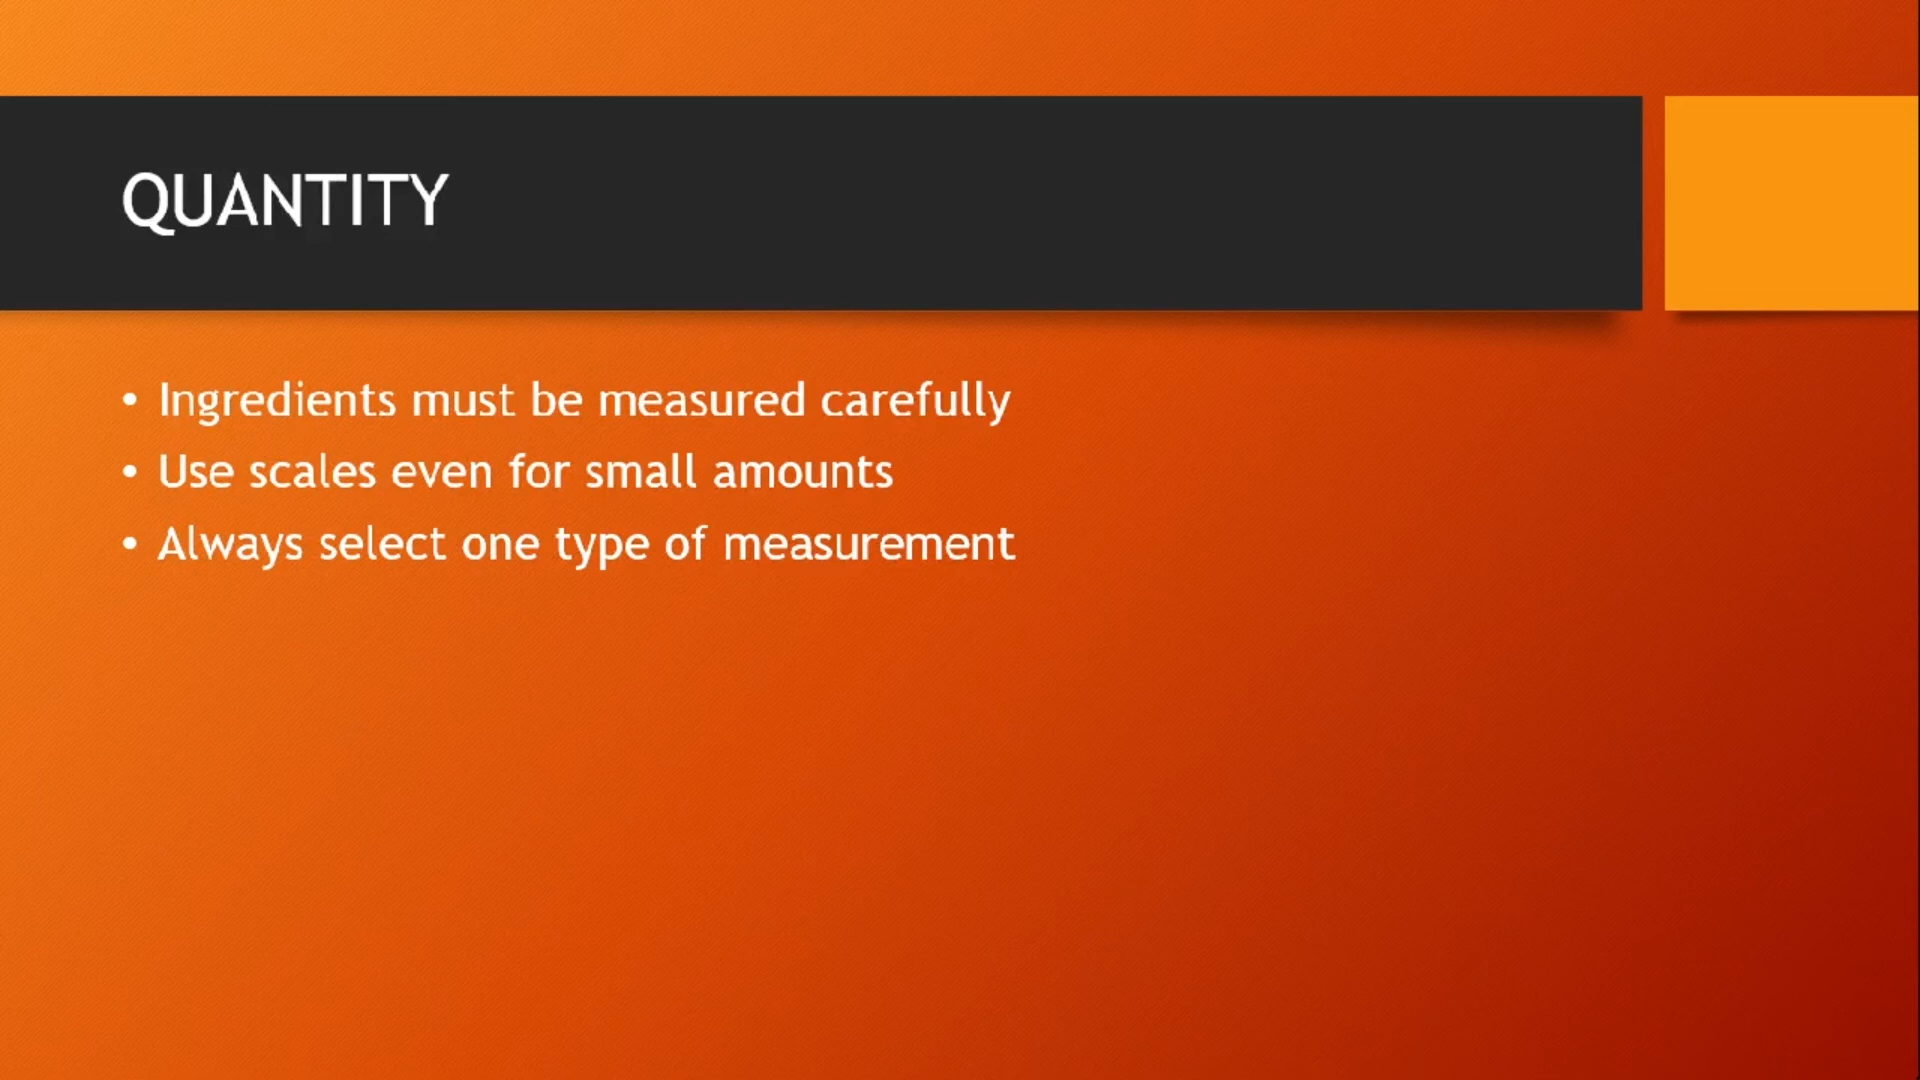 QUANTITY
• Ingredients must be measured carefully
• Use scales even for small amounts
• Always select one type of measurement